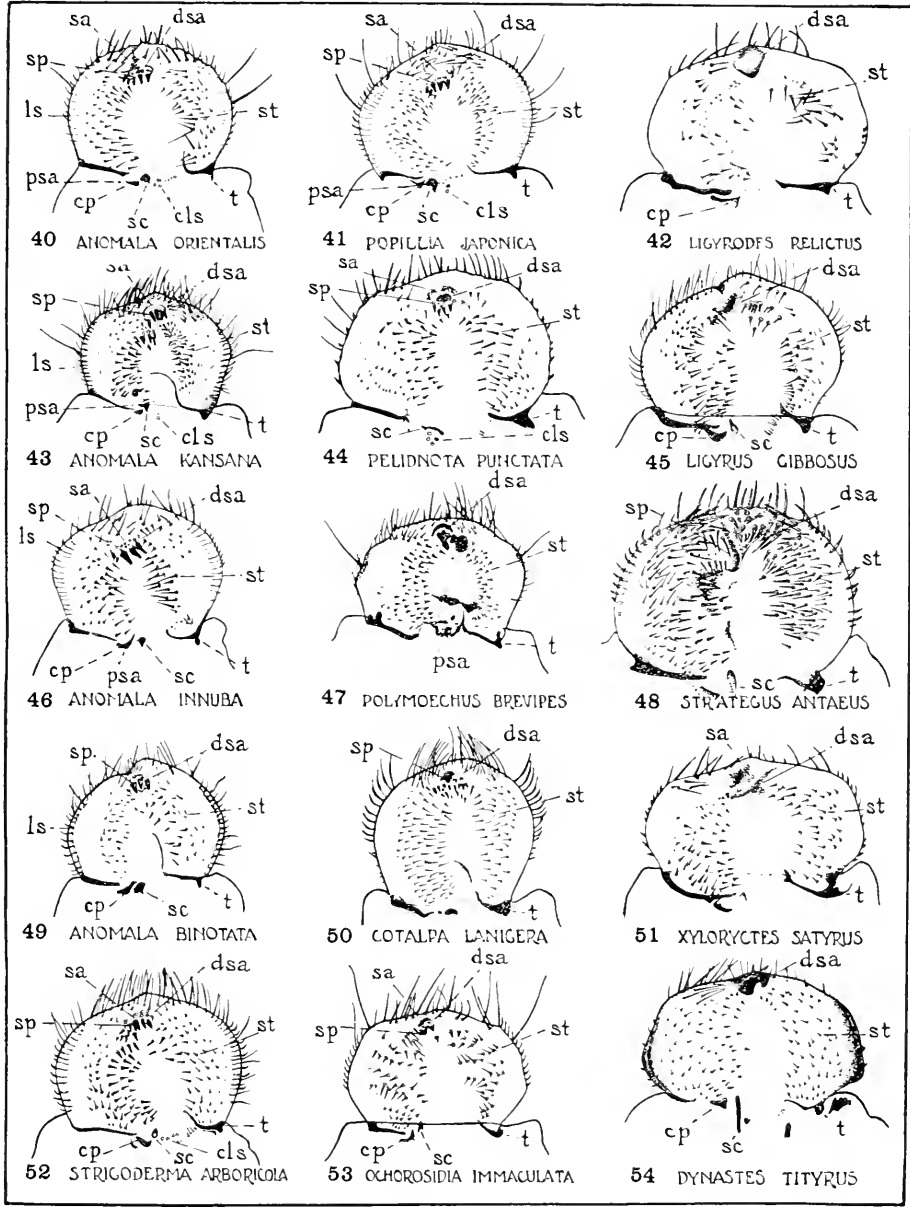 sa dsa
sp
ls
st
psa
cp
sc
cls
t
40 ANOMALA ORIENTALIS
sa dsa
sp
st
psa
cp
sc
cls
t
41 POPILLIA JAPONICA
dsa
st
cp
t
42 LIGYRODES RELICTUS
sa dsa
sp
st
ls
psa
cp
sc
cls
t
43 ANOMALA KANSANA
sa dsa
sp
st
sc
t
cls
44 PELIDNOTA PUNCTATA
dsa
st
cp
sc
t
45 LIGYRUS GIBBOSUS
sa dsa
sp
ls
st
cp
psa
sc
t
46 ANOMALA INNUBA
dsa
st
psa
t
47 POLYMOECHUS BREVIPES
sp dsa
st
sc
t
48 STRATEGUS ANTAEUS
sp. dsa
ls
st
cp
sc
t
49 ANOMALA BINOTATA
sp dsa
st
t
50 COTALPA LANIGERA
sa dsa
st
t
51 XYLORYCTES SATYRUS
sa dsa
sp
st
cp
sc
cls
t
52 STRIGODERMA ARBORICOLA
sa dsa
sp
st
cp
sc
t
53 OCHOROSIDIA IMMACULATA
dsa
st
cp
sc
t
54 DYNASTES TITYRUS